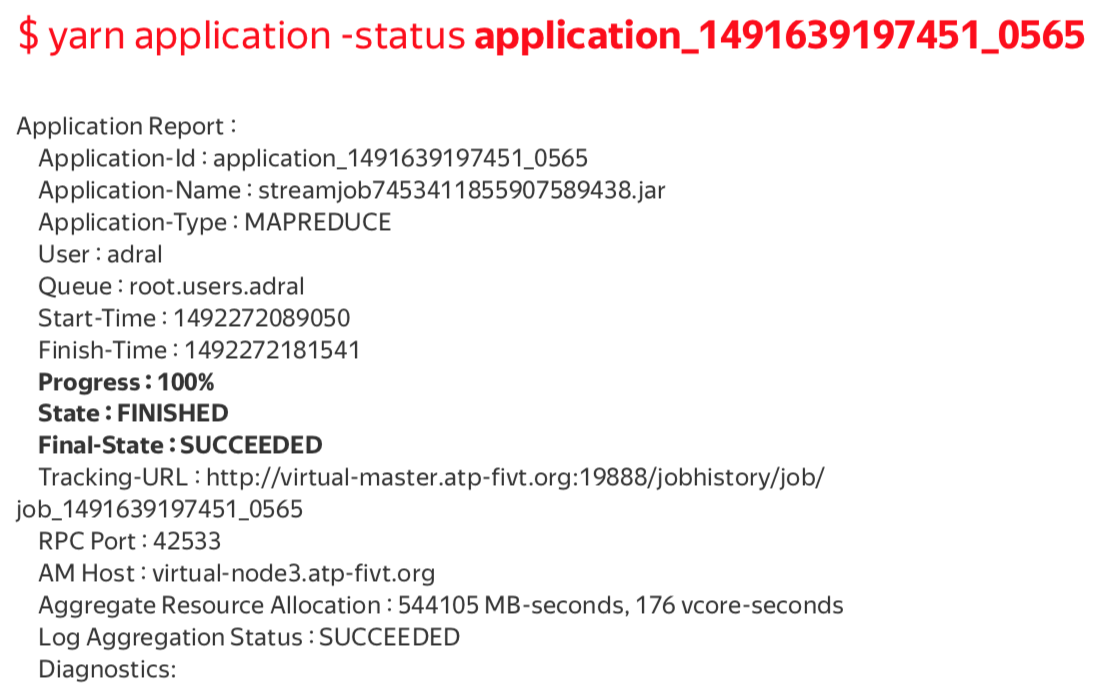 $ yarn application -status application_1491639197451_0565
Application Report :
Application-Id : application_1491639197451_0565
Application-Name : streamjob7453411855907589438.jar
Application-Type : MAPREDUCE
User : adral
Queue : root.users.adral
Start-Time : 1492272089050
Finish-Time : 1492272181541
Progress : 100%
State : FINISHED
Final-State : SUCCEEDED
Tracking-URL : http://virtual-master.atp-fivt.org:19888/jobhistory/job/
job_1491639197451_0565
RPC Port : 42533
AM Host : virtual-node3.atp-fivt.org
Aggregate Resource Allocation : 544105 MB-seconds, 176 vcore-seconds
Log Aggregation Status : SUCCEEDED
Diagnostics: